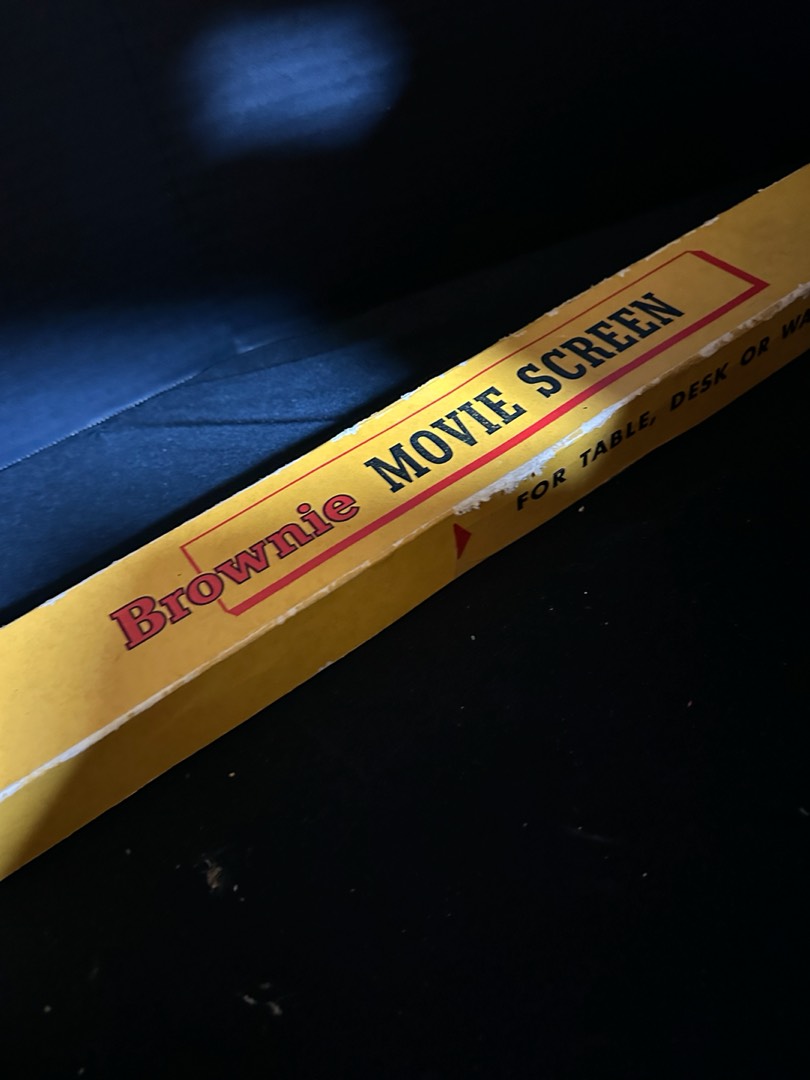 Brownie MOVIE SCREEN
FOR TABLE, DESK OR